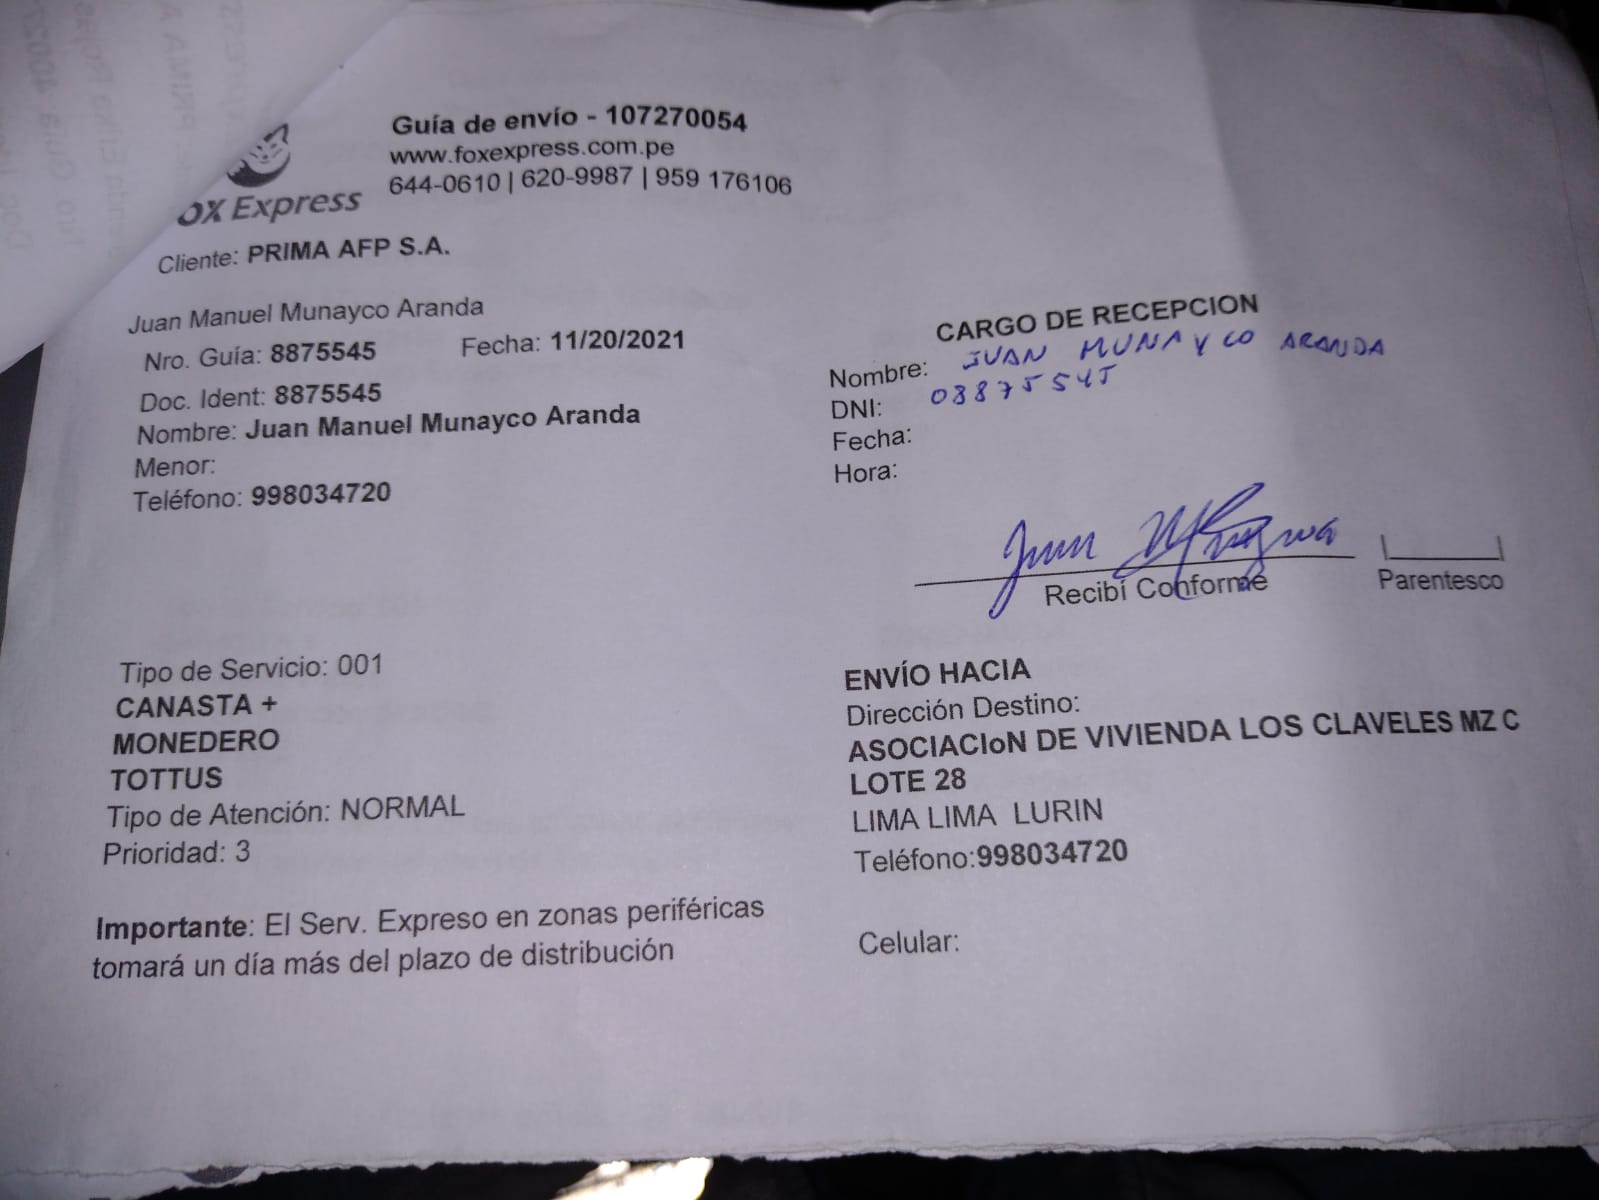 Guía de envío - 107270054
www.foxexpress.com.pe
644-0610 | 620-9987 | 959 176106
OX Express
Cliente: PRIMA AFP S.A.
Juan Manuel Munayco Aranda
Nro. Guía: 8875545 Fecha: 11/20/2021
Doc. Ident: 8875545
Nombre: Juan Manuel Munayco Aranda
Menor:
Teléfono: 998034720
CARGO DE RECEPCION
Nombre: JUAN MUNAYCO ARANDA
DNI: 08875545
Fecha:
Hora:
Recibí Conforme
Parentesco
Tipo de Servicio: 001
CANASTA +
MONEDERO
TOTTUS
Tipo de Atención: NORMAL
Prioridad: 3
Importante: El Serv. Expreso en zonas periféricas
tomará un día más del plazo de distribución
ENVÍO HACIA
Dirección Destino:
ASOCIACIoN DE VIVIENDA LOS CLAVELES MZ C
LOTE 28
LIMA LIMA LURIN
Teléfono:998034720
Celular: